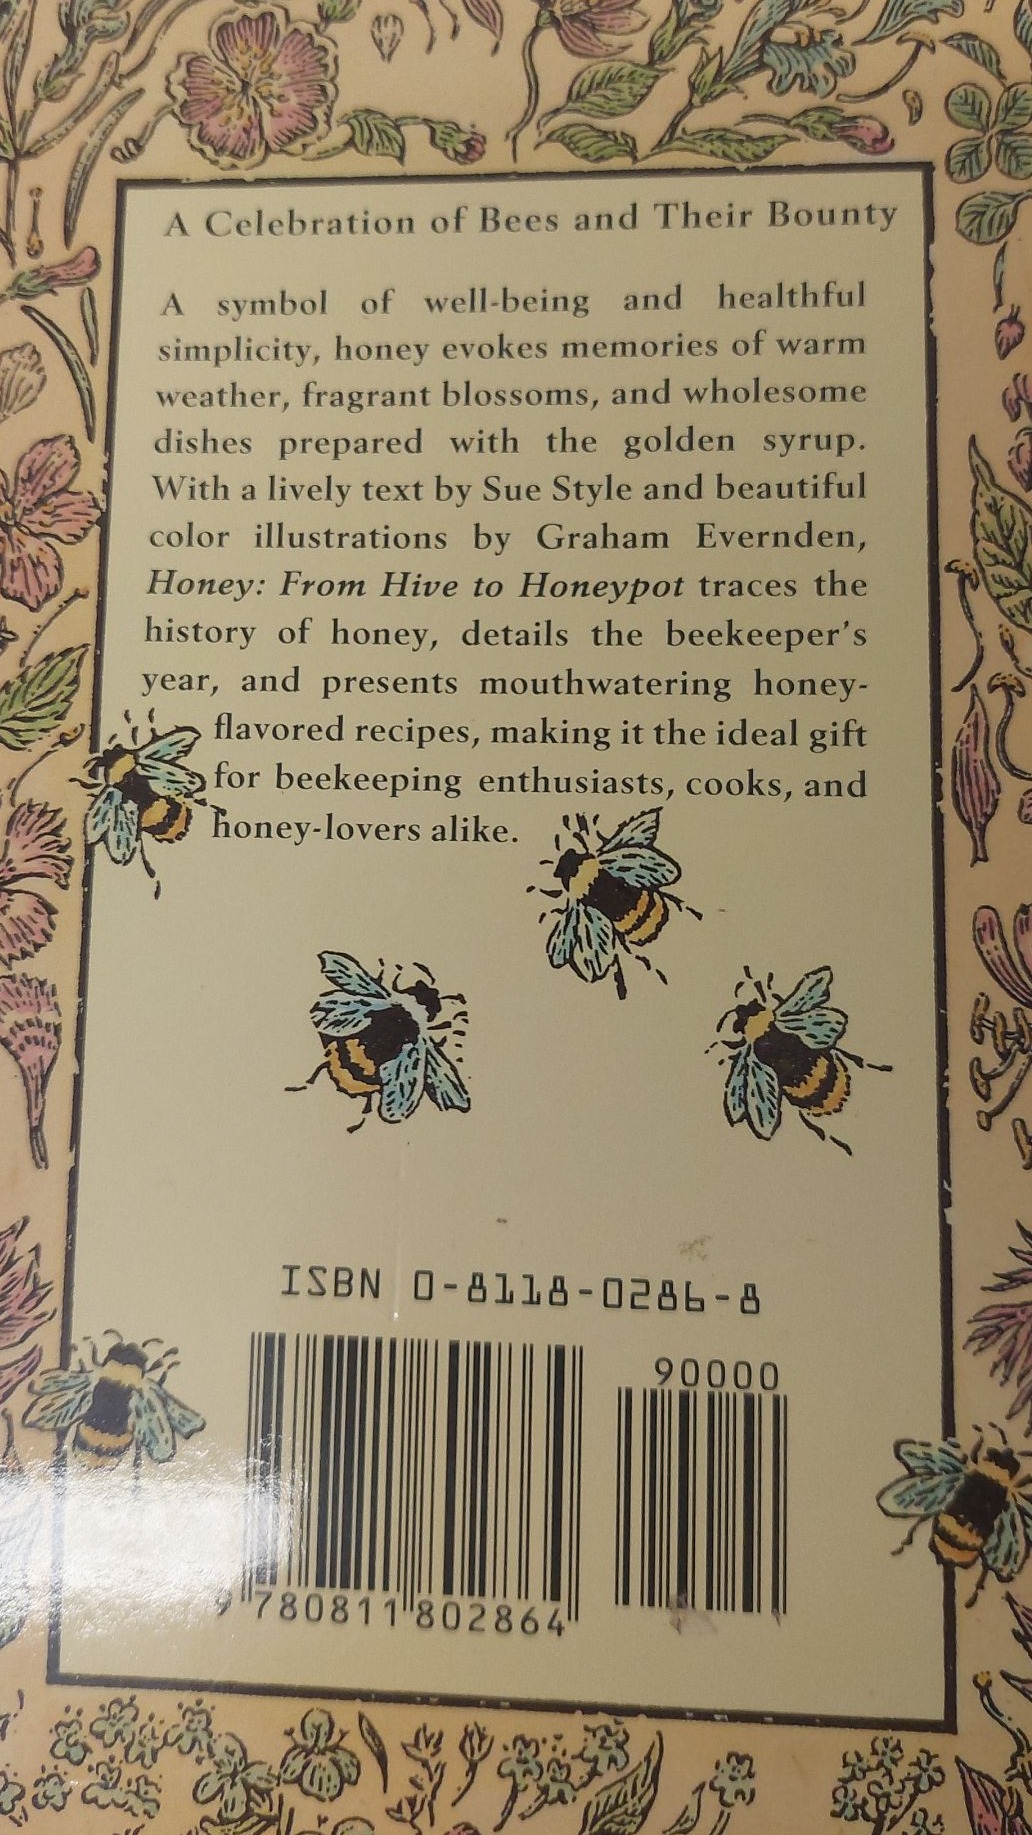 A Celebration of Bees and Their Bounty
A symbol of well-being and healthful
simplicity, honey evokes memories of warm
weather, fragrant blossoms, and wholesome
dishes prepared with the golden syrup.
With a lively text by Sue Style and beautiful
color illustrations by Graham Evernden,
Honey: From Hive to Honeypot traces the
history of honey, details the beekeeper's
year, and presents mouthwatering honey-
flavored recipes, making it the ideal gift
for beekeeping enthusiasts, cooks, and
honey-lovers alike.
ISBN 0-8118-0286-8
90000
9 780811 802864